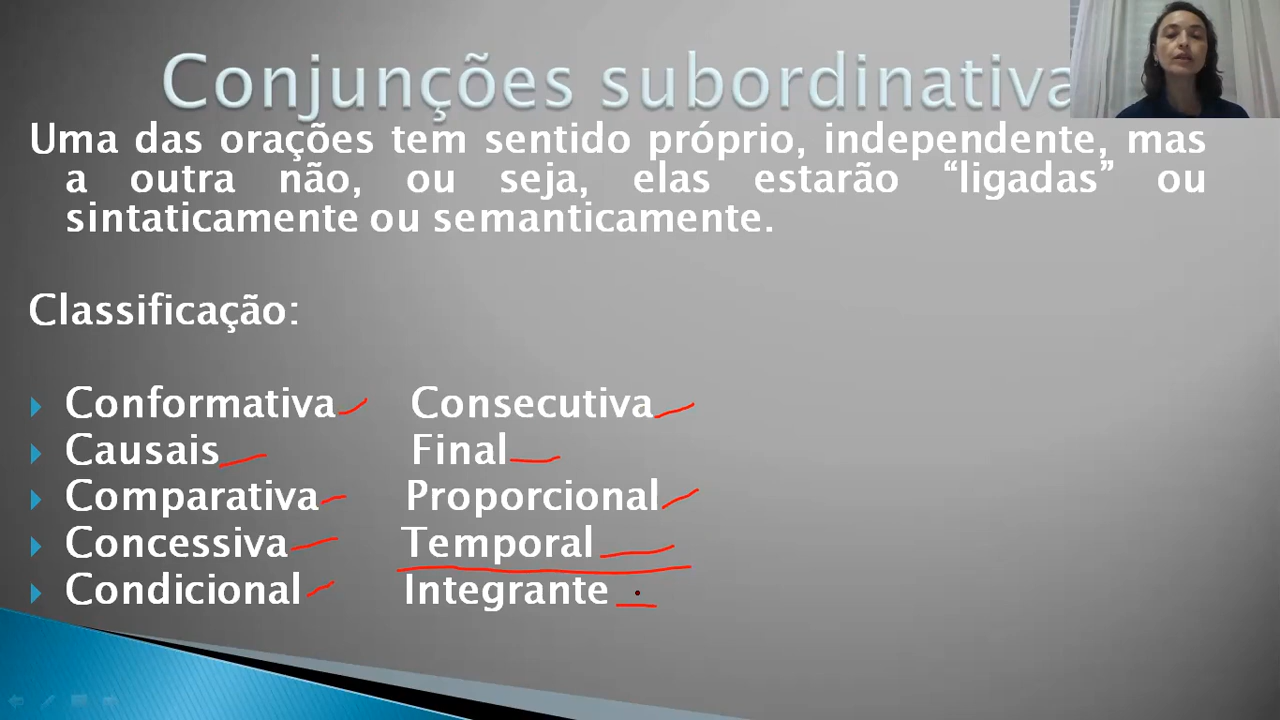 Conjunções subordinativa
Uma das orações tem sentido próprio, independente, mas
a outra não, ou seja, elas estarão “ligadas” ou
sintaticamente ou semanticamente.
Classificação:
Conformativa Consecutiva
Causais Final
Comparativa Proporcional
Concessiva Temporal
Condicional Integrante